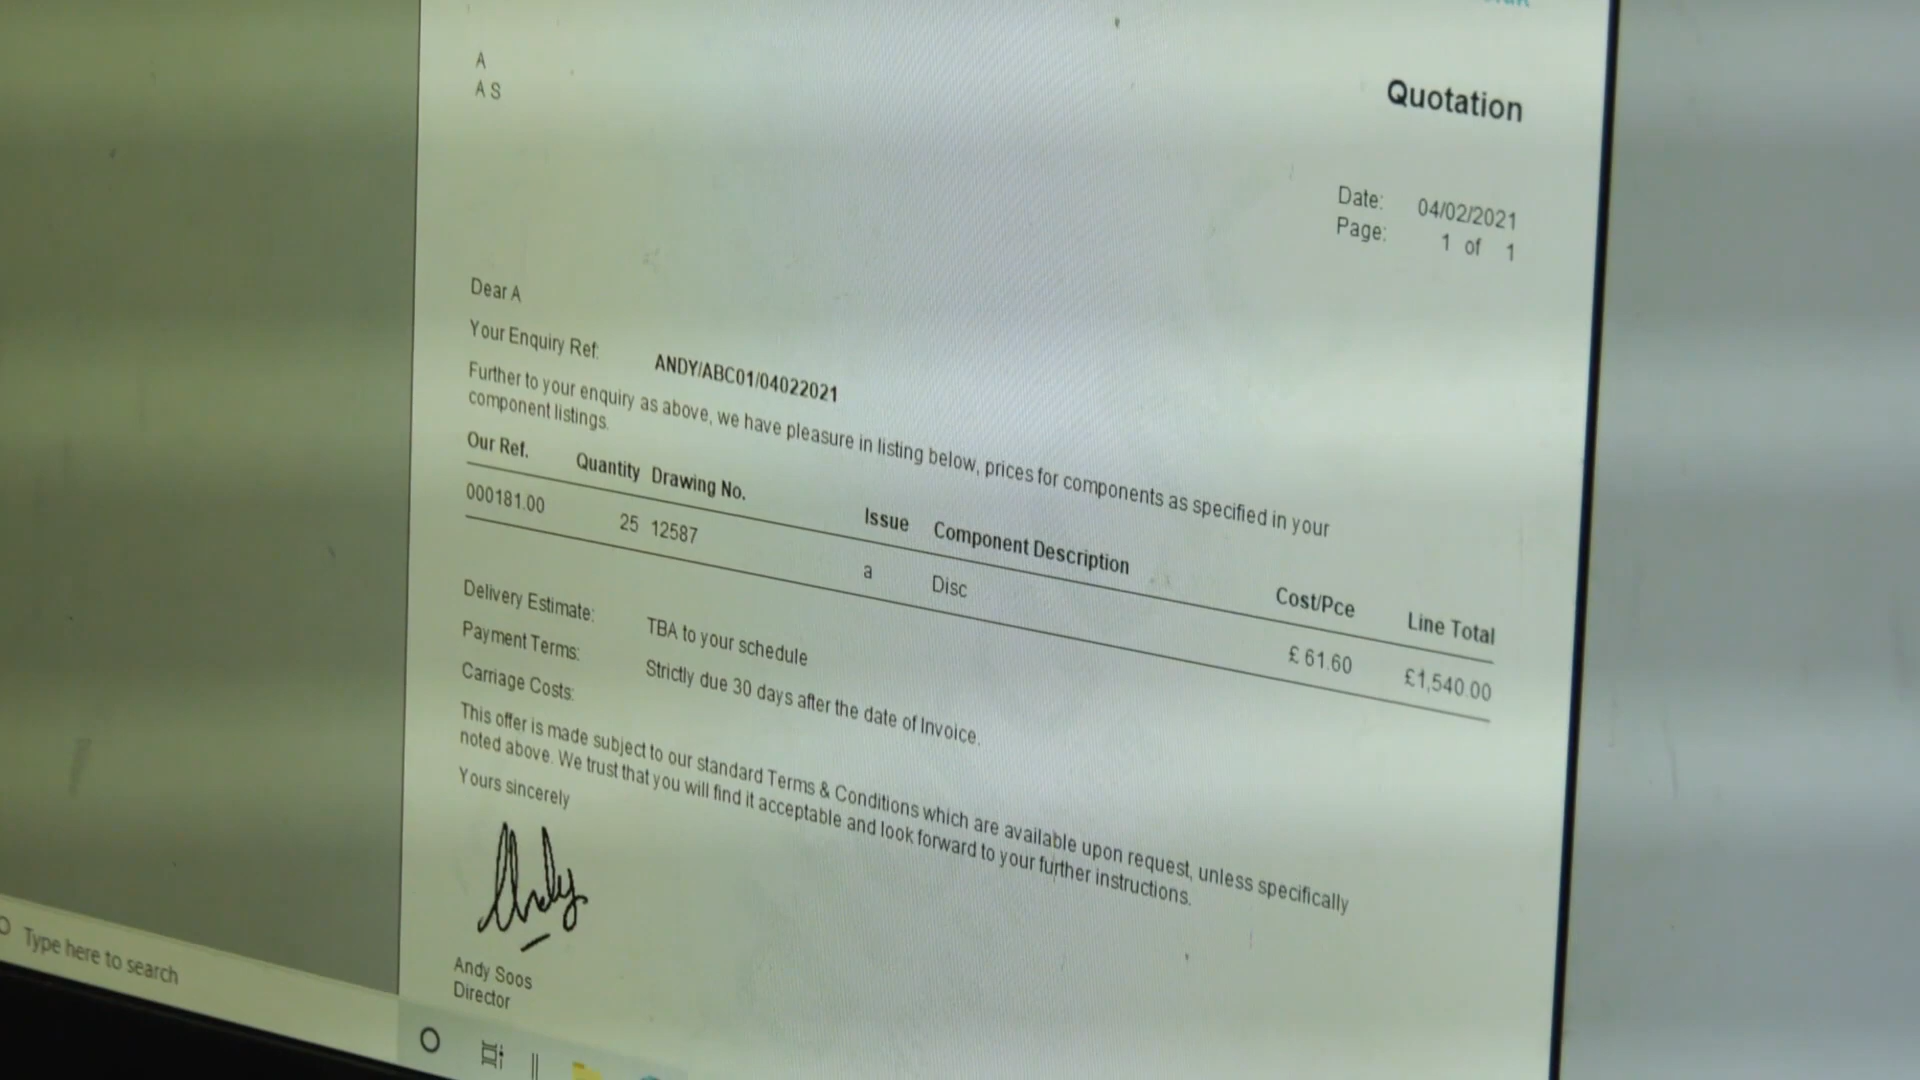 A
A S
Quotation
Date: 04/02/2021
Page: 1 of 1
Dear A
Your Enquiry Ref: ANDY/ABC01/04022021
Further to your enquiry as above, we have pleasure in listing below, prices for components as specified in your
component listings.
Our Ref. Quantity Drawing No. Issue Component Description Cost/Pce Line Total
000181.00 25 12587 a Disc £ 61.60 £1,540.00
Delivery Estimate: TBA to your schedule
Payment Terms: Strictly due 30 days after the date of Invoice.
Carriage Costs:
This offer is made subject to our standard Terms & Conditions which are available upon request, unless specifically
noted above. We trust that you will find it acceptable and look forward to your further instructions.
Yours sincerely
Andy
Andy Soos
Director
Type here to search